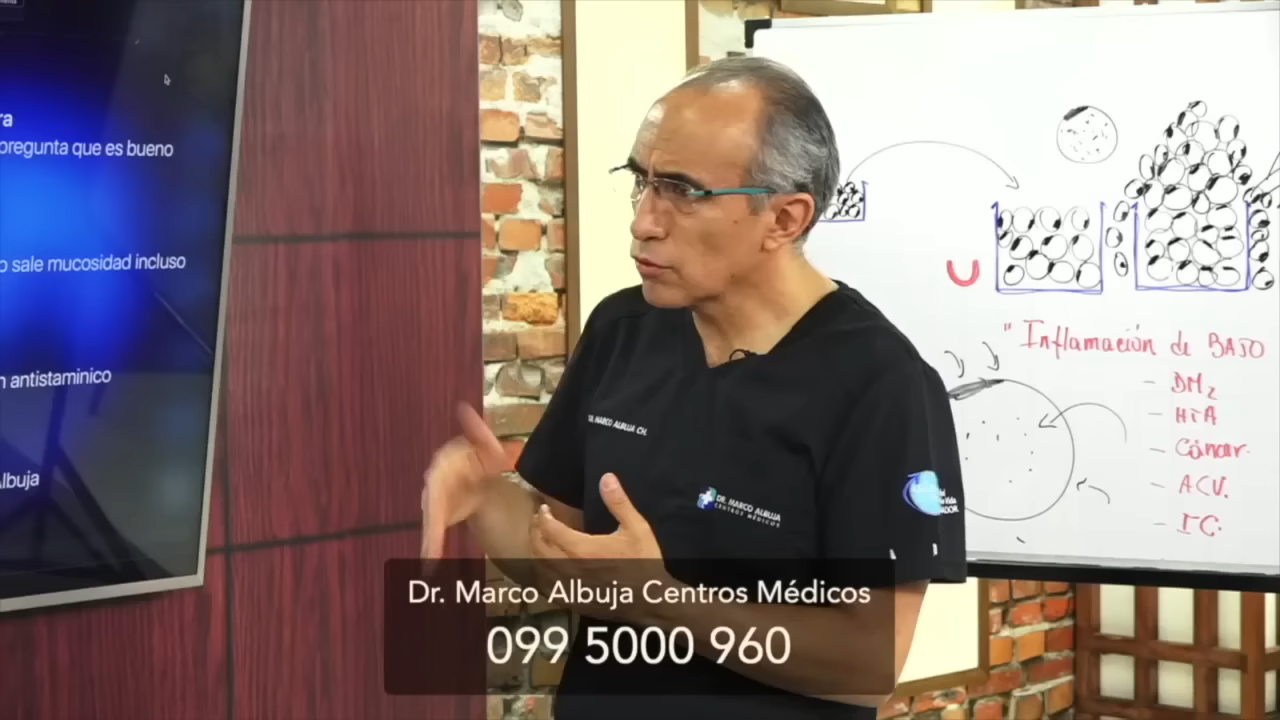 ra
pregunta que es bueno
o sale mucosidad incluso
n antistaminico
Albuja
" Inflamación de BAJO
- DM2
- HTA
- Cáncer.
- ACV.
- IC.
DR. MARCO ALBUJA CH.
DR. MARCO ALBUJA
CENTROS MÉDICOS
Dr. Marco Albuja Centros Médicos
099 5000 960